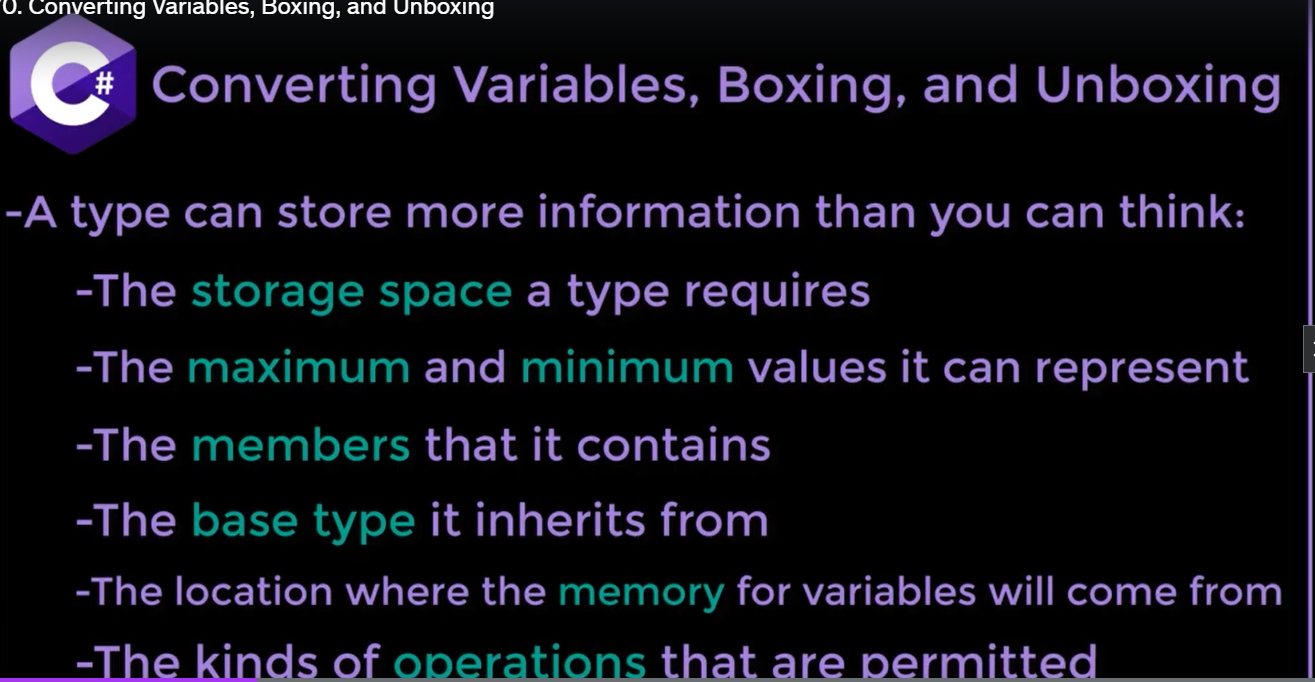 0. Converting Variables, Boxing, and Unboxing
C#
Converting Variables, Boxing, and Unboxing
-A type can store more information than you can think:
-The storage space a type requires
-The maximum and minimum values it can represent
-The members that it contains
-The base type it inherits from
-The location where the memory for variables will come from
-The kinds of operations that are permitted